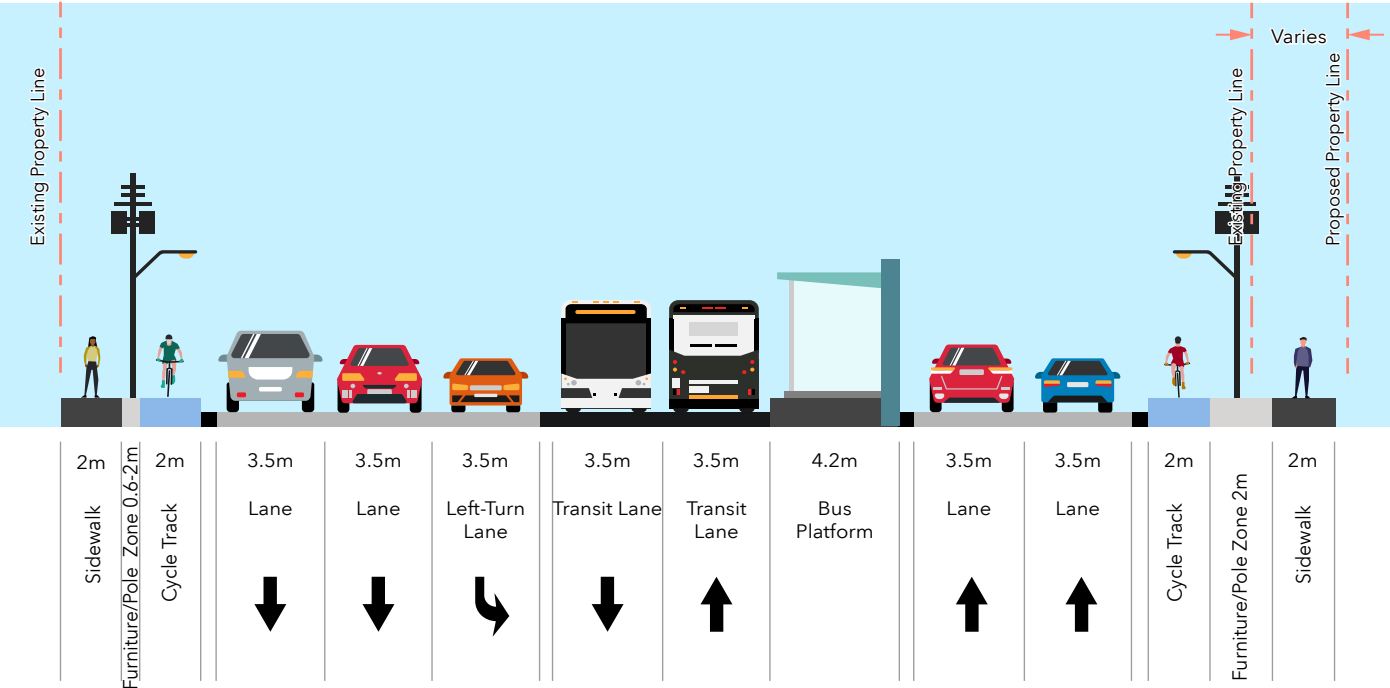 Varies
Existing Property Line
Existing Property Line
Proposed Property Line
2m
Sidewalk
Furniture/Pole Zone 0.6-2m
2m
Cycle Track
3.5m
Lane
3.5m
Lane
3.5m
Left-Turn
Lane
3.5m
Transit Lane
3.5m
Transit
Lane
4.2m
Bus
Platform
3.5m
Lane
3.5m
Lane
2m
Cycle Track
Furniture/Pole Zone 2m
2m
Sidewalk